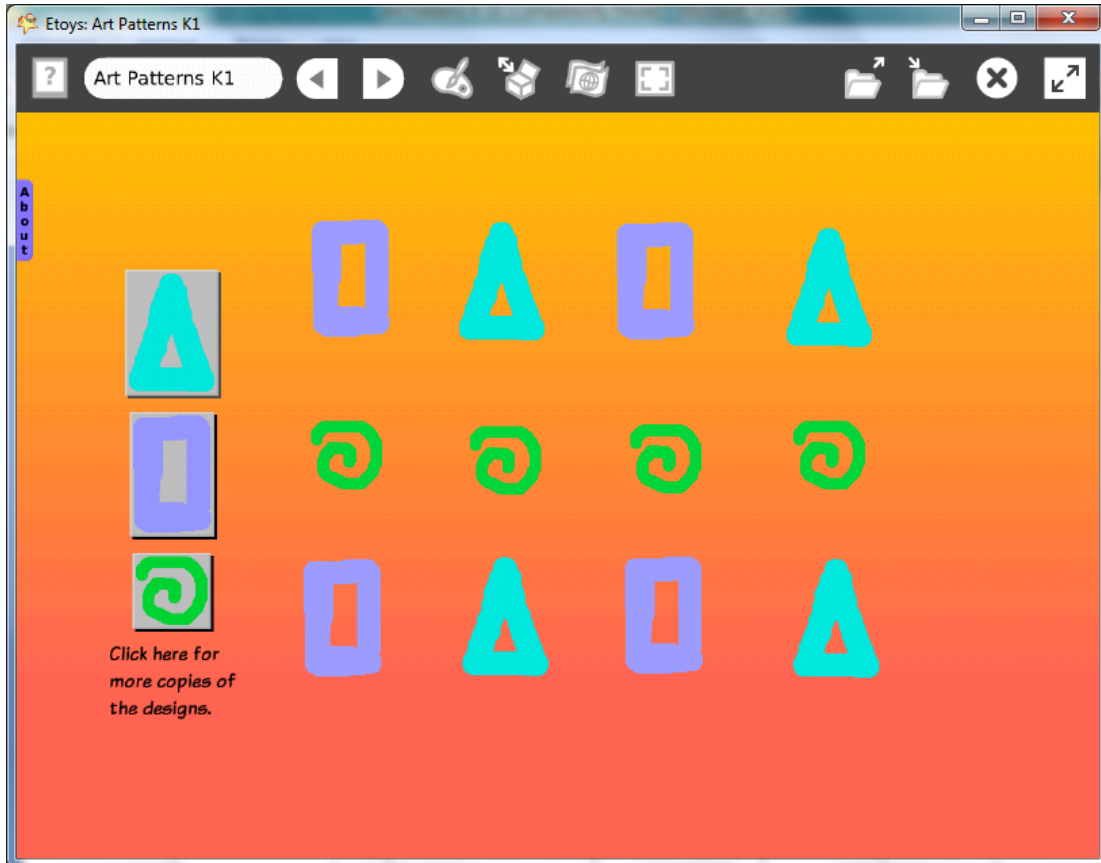 Etoys: Art Patterns K1
?
Art Patterns K1
About
Click here for
more copies of
the designs.